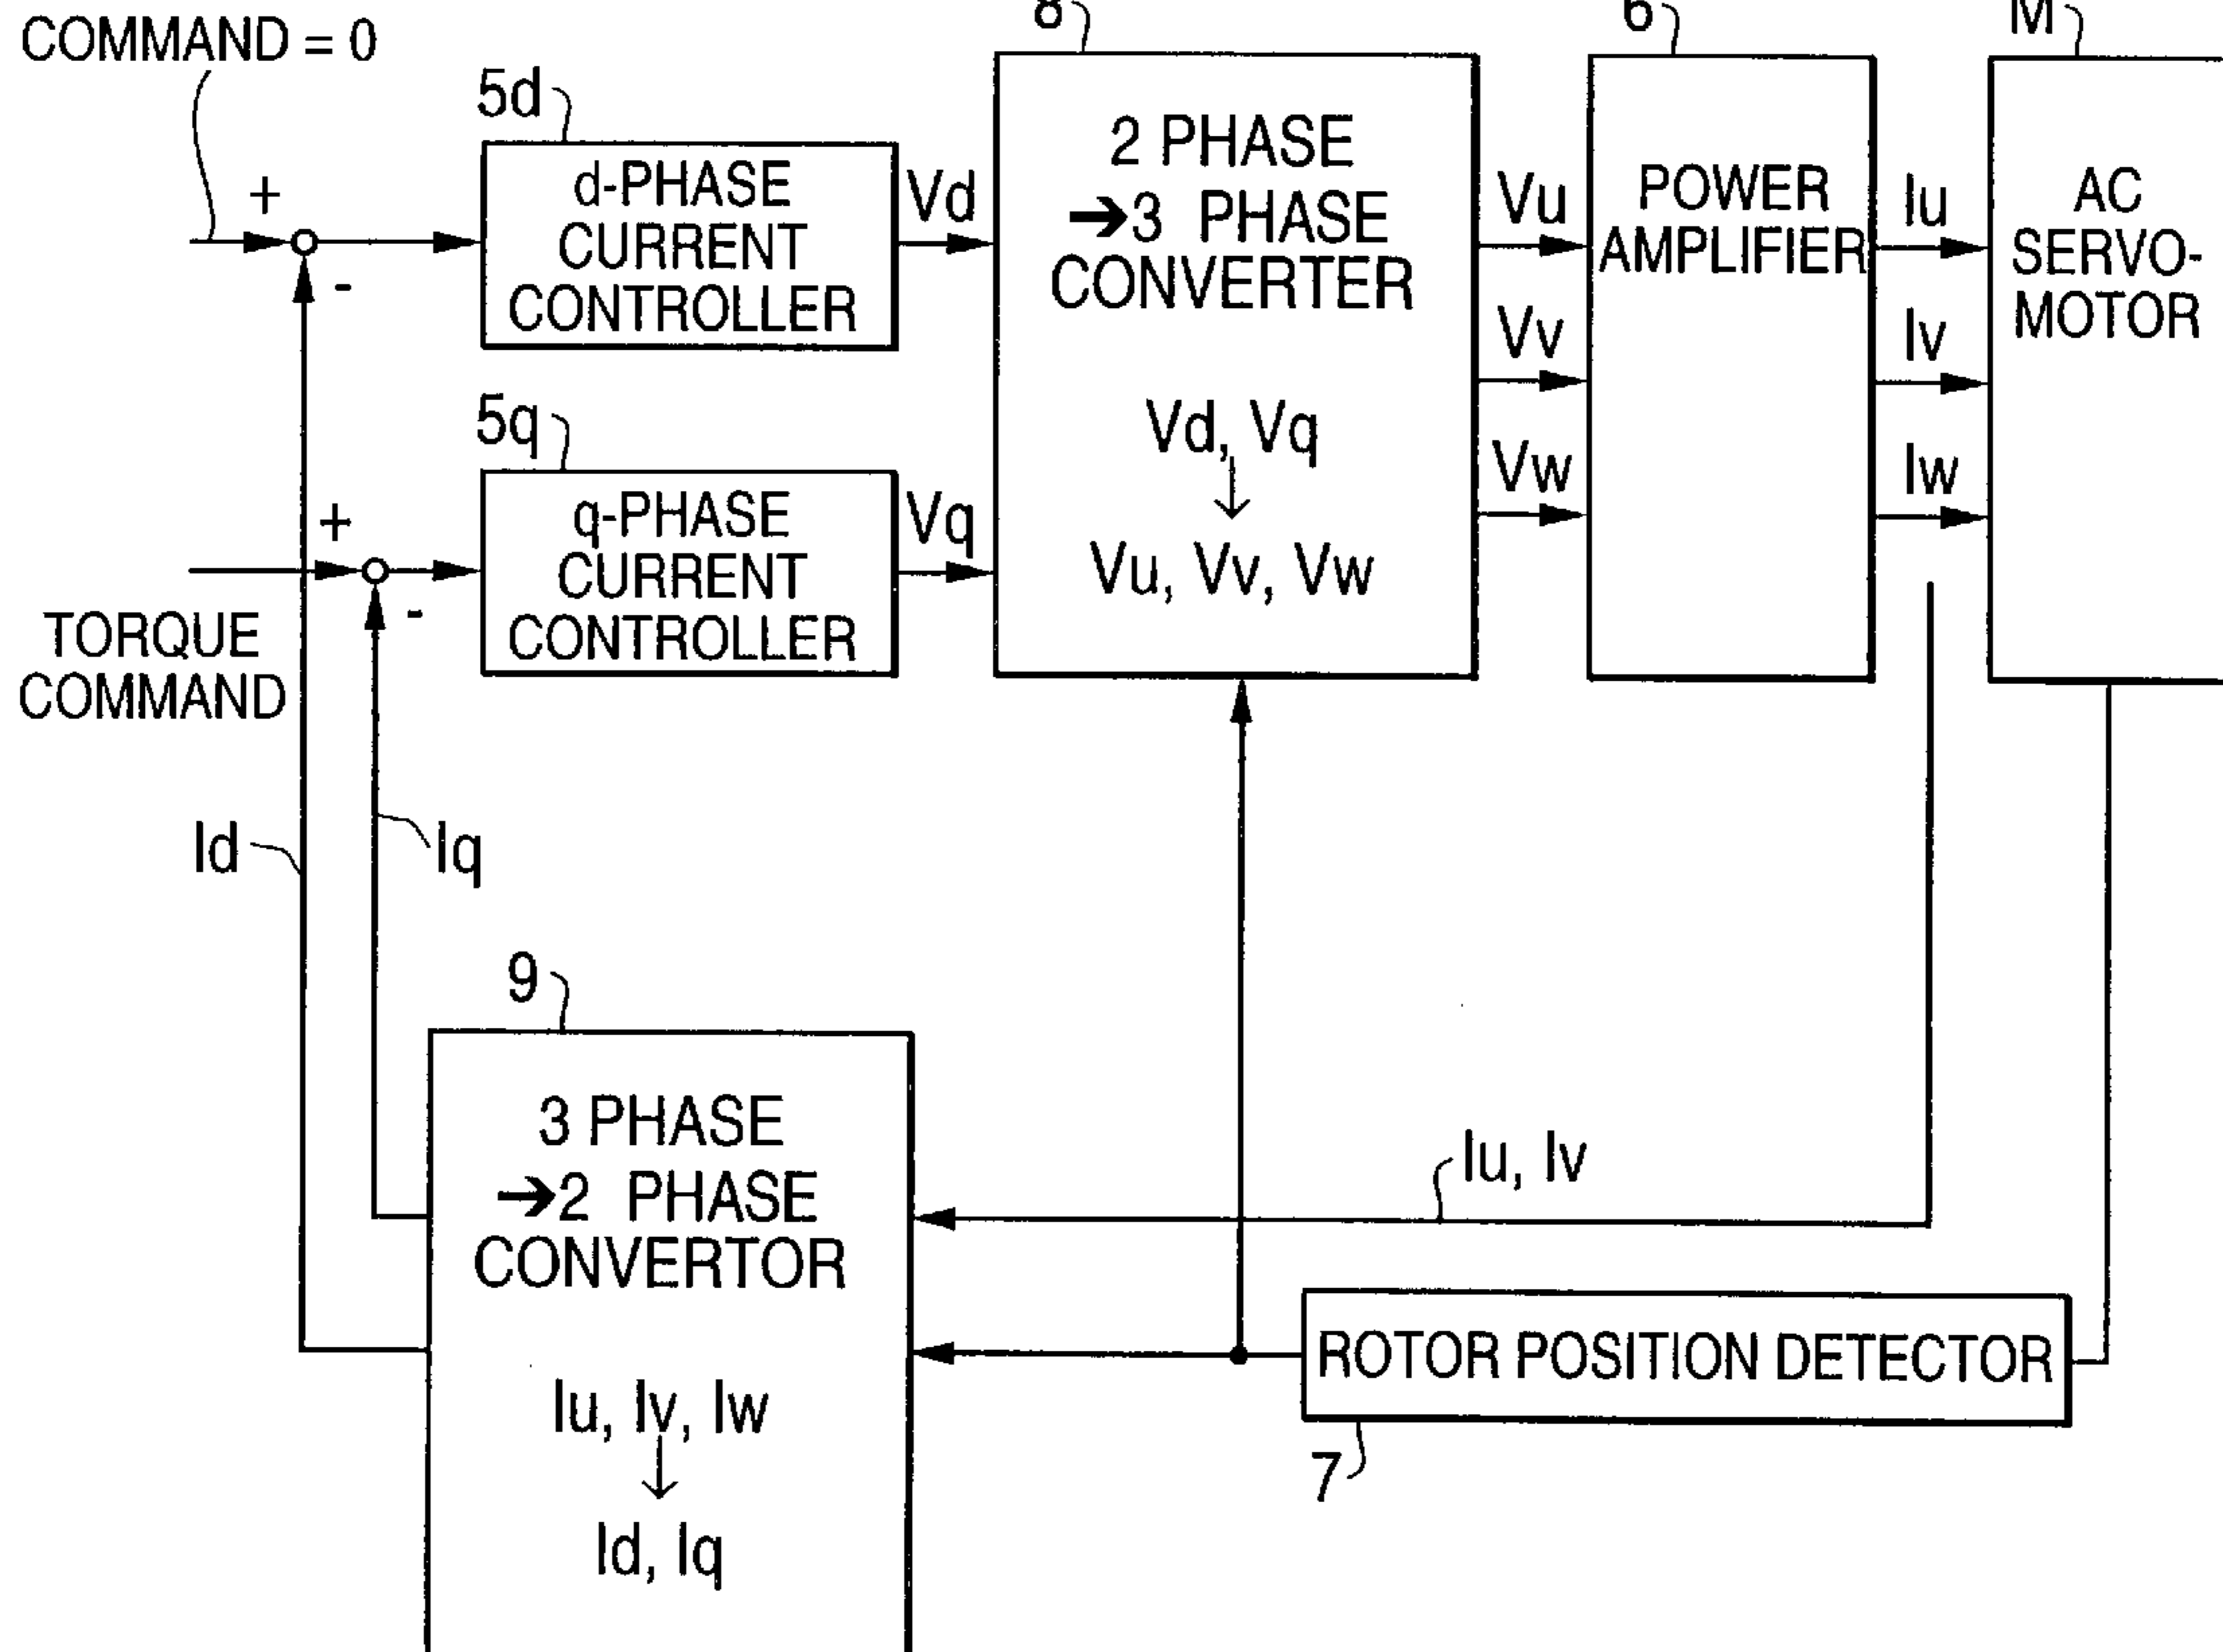 COMMAND = 0
8
6
M
5d
+
-
d-PHASE
CURRENT
CONTROLLER
Vd
2 PHASE
→3 PHASE
CONVERTER
Vd, Vq
↓
Vu, Vv, Vw
Vu
Vv
Vw
POWER
AMPLIFIER
Iu
Iv
Iw
AC
SERVO-
MOTOR
5q
+
-
q-PHASE
CURRENT
CONTROLLER
Vq
TORQUE
COMMAND
Id
Iq
9
3 PHASE
→2 PHASE
CONVERTOR
Iu, Iv, Iw
↓
Id, Iq
Iu, Iv
ROTOR POSITION DETECTOR
7